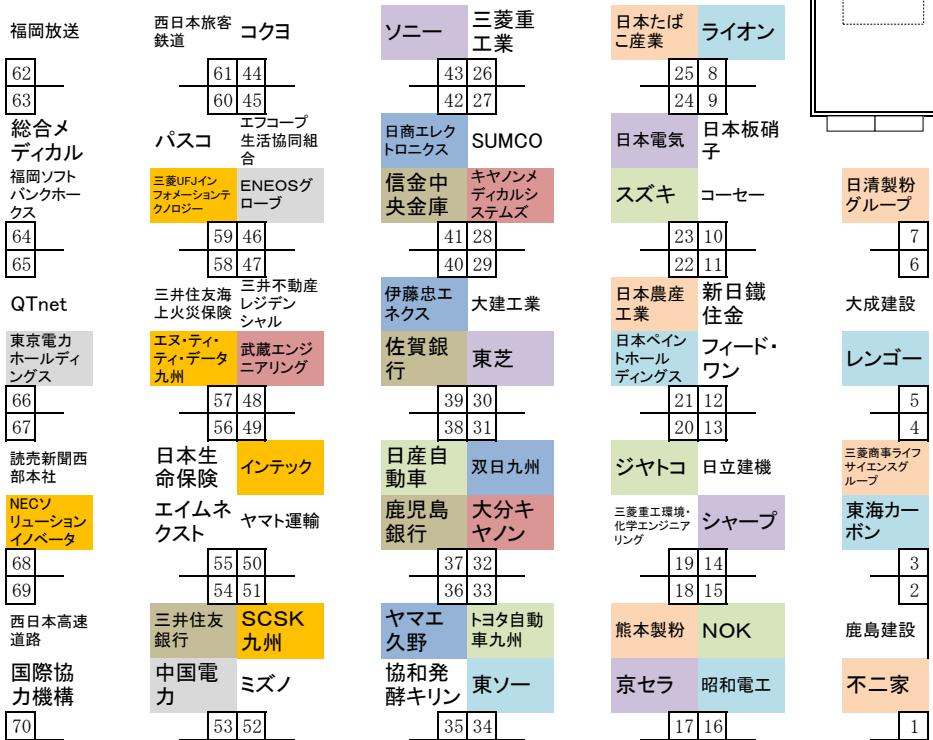 福岡放送
西日本旅客
鉄道
コクヨ
ソニー
三菱重
工業
日本たば
こ産業
ライオン
62
61 44
43 26
25 8
63
60 45
42 27
24 9
総合メ
ディカル
パスコ
エフコープ
生活協同組
合
日商エレク
トロニクス
SUMCO
日本電気
日本板硝
子
福岡ソフト
バンクホー
クス
三菱UFJイン
フォメーションテ
クノロジー
ENEOSグ
ローブ
信金中
央金庫
キヤノンメ
ディカルシ
ステムズ
スズキ
コーセー
日清製粉
グループ
64
59 46
41 28
23 10
7
65
58 47
40 29
22 11
6
QTnet
三井住友海
上火災保険
三井不動産
レジデン
シャル
伊藤忠エ
ネクス
大建工業
日本農産
工業
新日鐵
住金
大成建設
東京電力
ホールディ
ングス
エヌ・ティ・
ティ・データ
九州
武蔵エンジ
ニアリング
佐賀銀
行
東芝
日本ペイン
トホール
ディングス
フィード・
ワン
レンゴー
66
57 48
39 30
21 12
5
67
56 49
38 31
20 13
4
読売新聞西
部本社
日本生
命保険
インテック
日産自
動車
双日九州
ジヤトコ
日立建機
三菱商事ライフ
サイエンスグ
ループ
NECソ
リューション
イノベータ
エイムネ
クスト
ヤマト運輸
鹿児島
銀行
大分キ
ヤノン
三菱重工環境・
化学エンジニア
リング
シャープ
東海カー
ボン
68
55 50
37 32
19 14
3
69
54 51
36 33
18 15
2
西日本高速
道路
三井住友
銀行
SCSK
九州
ヤマエ
久野
トヨタ自動
車九州
熊本製粉
NOK
鹿島建設
国際協
力機構
中国電
力
ミズノ
協和発
酵キリン
東ソー
京セラ
昭和電工
不二家
70
53 52
35 34
17 16
1